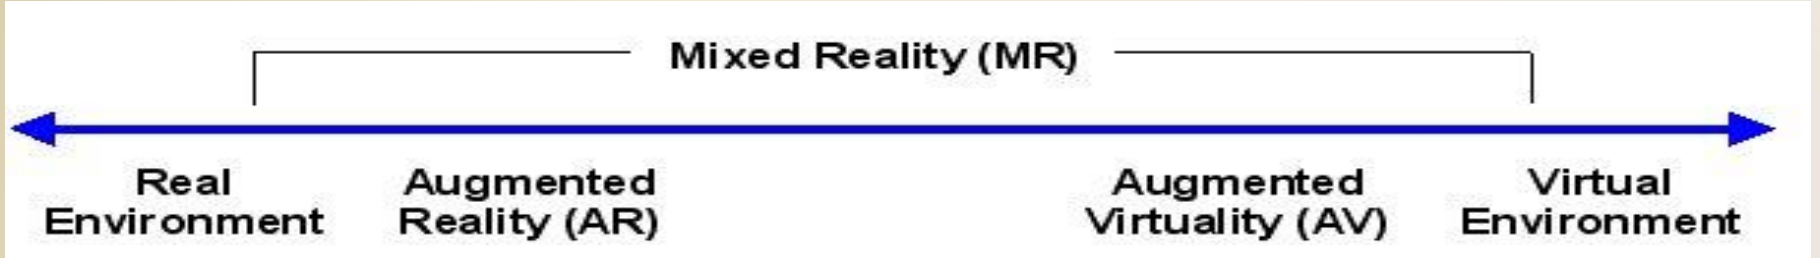 Mixed Reality (MR)
Real
Environment
Augmented
Reality (AR)
Augmented
Virtuality (AV)
Virtual
Environment